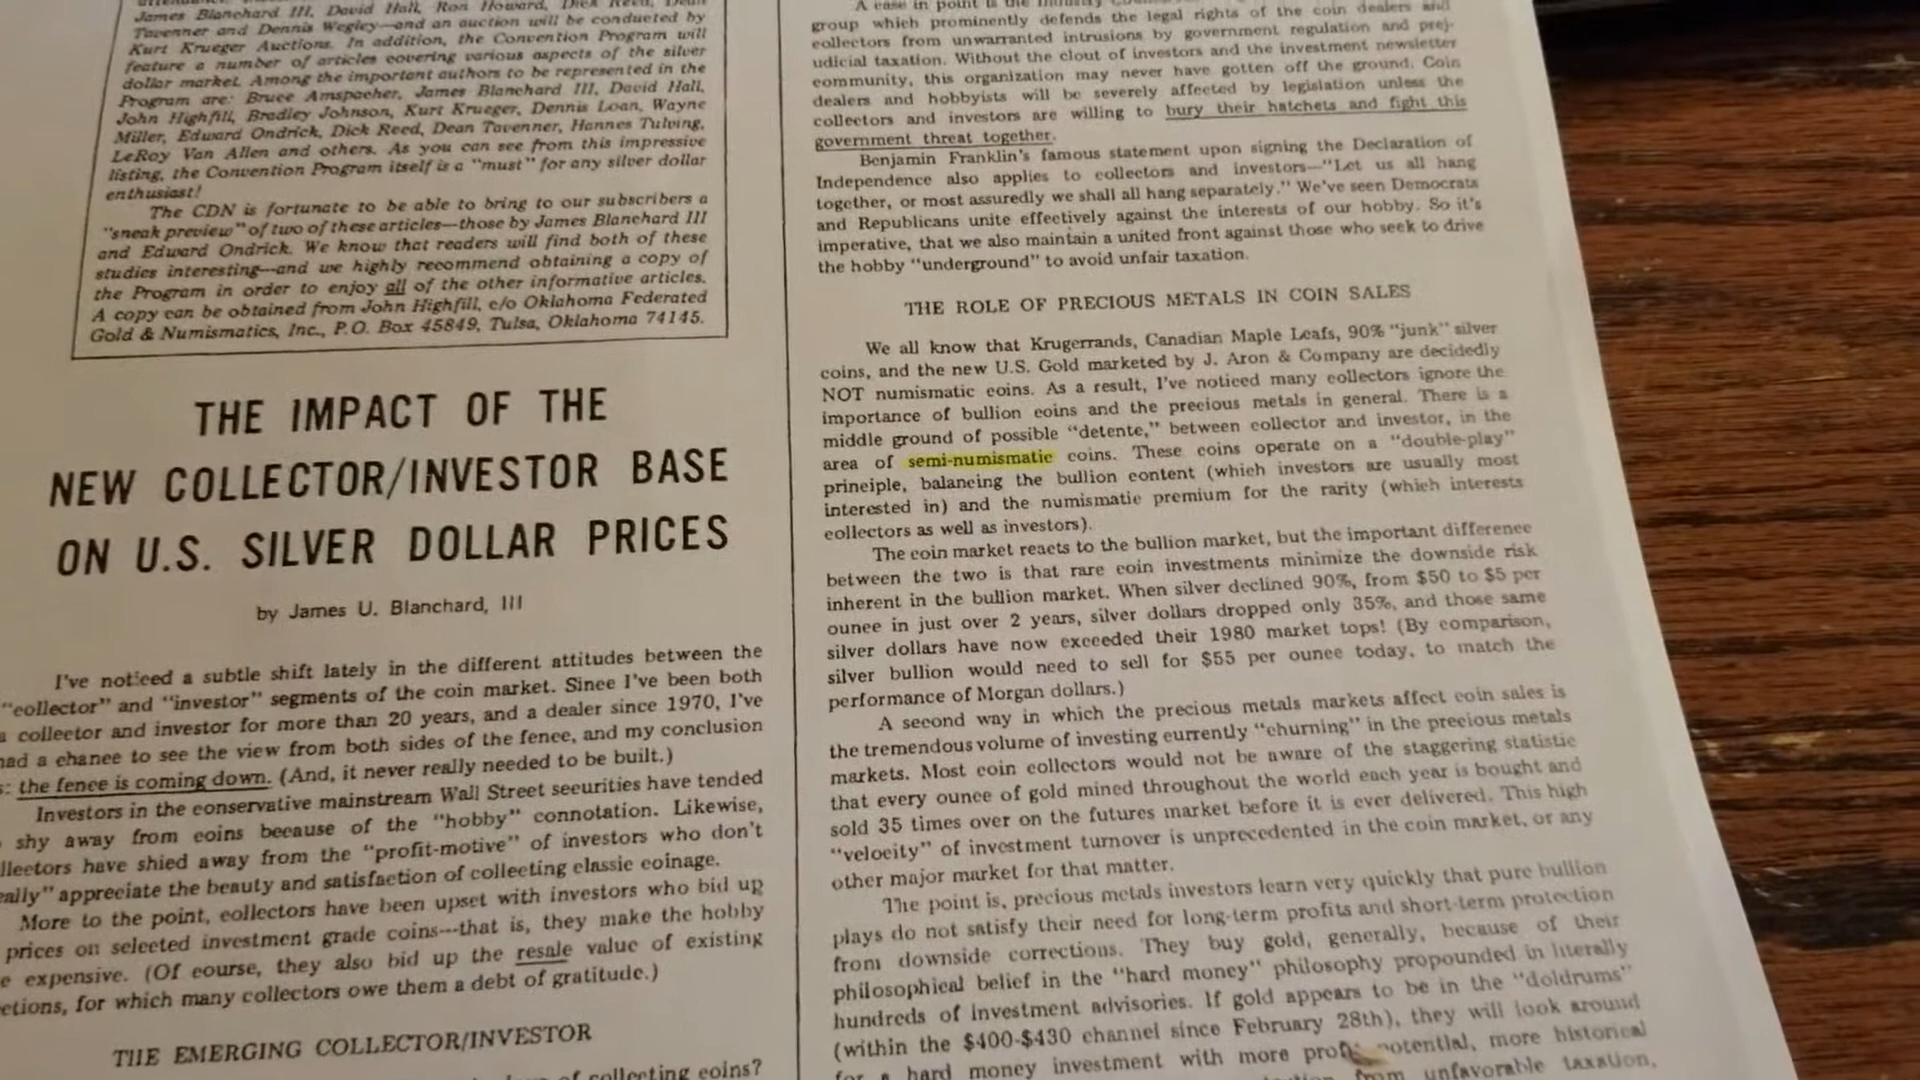 James Blanchard III, David Hall, Ron Howard, Dick Reed, Dean
Tavenner and Dennis Wegley—and an auction will be conducted by
Kurt Krueger Auctions. In addition, the Convention Program will
feature a number of articles covering various aspects of the silver
dollar market. Among the important authors to be represented in the
Program are: Bruce Amspacher, James Blanchard III, David Hall,
John Highfill, Bradley Johnson, Kurt Krueger, Dennis Loan, Wayne
Miller, Edward Ondrick, Dick Reed, Dean Tavenner, Hannes Tulving,
LeRoy Van Allen and others. As you can see from this impressive
listing, the Convention Program itself is a "must" for any silver dollar
enthusiast!
The CDN is fortunate to be able to bring to our subscribers a
"sneak preview" of two of these articles—those by James Blanchard III
and Edward Ondrick. We know that readers will find both of these
studies interesting—and we highly recommend obtaining a copy of
the Program in order to enjoy all of the other informative articles.
A copy can be obtained from John Highfill, c/o Oklahoma Federated
Gold & Numismatics, Inc., P.O. Box 45849, Tulsa, Oklahoma 74145.
THE IMPACT OF THE
NEW COLLECTOR/INVESTOR BASE
ON U.S. SILVER DOLLAR PRICES
by James U. Blanchard, III
I've noticed a subtle shift lately in the different attitudes between the
"collector" and "investor" segments of the coin market. Since I've been both
a collector and investor for more than 20 years, and a dealer since 1970, I've
had a chance to see the view from both sides of the fence, and my conclusion
: the fence is coming down. (And, it never really needed to be built.)
Investors in the conservative mainstream Wall Street securities have tended
shy away from coins because of the "hobby" connotation. Likewise,
llectors have shied away from the "profit-motive" of investors who don't
eally" appreciate the beauty and satisfaction of collecting classic coinage.
More to the point, collectors have been upset with investors who bid up
prices on selected investment grade coins—that is, they make the hobby
e expensive. (Of course, they also bid up the resale value of existing
ections, for which many collectors owe them a debt of gratitude.)
THE EMERGING COLLECTOR/INVESTOR
of collecting coins?
A case in point is the Industry
group which prominently defends the legal rights of the coin dealers and
collectors from unwarranted intrusions by government regulation and prej-
udicial taxation. Without the clout of investors and the investment newsletter
community, this organization may never have gotten off the ground. Coin
dealers and hobbyists will be severely affected by legislation unless the
collectors and investors are willing to bury their hatchets and fight this
government threat together.
Benjamin Franklin's famous statement upon signing the Declaration of
Independence also applies to collectors and investors—"Let us all hang
together, or most assuredly we shall all hang separately." We've seen Democrats
and Republicans unite effectively against the interests of our hobby. So it's
imperative, that we also maintain a united front against those who seek to drive
the hobby "underground" to avoid unfair taxation.
THE ROLE OF PRECIOUS METALS IN COIN SALES
We all know that Krugerrands, Canadian Maple Leafs, 90% "junk" silver
coins, and the new U.S. Gold marketed by J. Aron & Company are decidedly
NOT numismatic coins. As a result, I've noticed many collectors ignore the
importance of bullion coins and the precious metals in general. There is a
middle ground of possible "detente," between collector and investor, in the
area of semi-numismatic coins. These coins operate on a "double-play"
principle, balancing the bullion content (which investors are usually most
interested in) and the numismatic premium for the rarity (which interests
collectors as well as investors).
The coin market reacts to the bullion market, but the important difference
between the two is that rare coin investments minimize the downside risk
inherent in the bullion market. When silver declined 90%, from $50 to $5 per
ounce in just over 2 years, silver dollars dropped only 35%, and those same
silver dollars have now exceeded their 1980 market tops! (By comparison,
silver bullion would need to sell for $55 per ounce today, to match the
performance of Morgan dollars.)
A second way in which the precious metals markets affect coin sales is
the tremendous volume of investing currently "churning" in the precious metals
markets. Most coin collectors would not be aware of the staggering statistic
that every ounce of gold mined throughout the world each year is bought and
sold 35 times over on the futures market before it is ever delivered. This high
"velocity" of investment turnover is unprecedented in the coin market, or any
other major market for that matter.
The point is, precious metals investors learn very quickly that pure bullion
plays do not satisfy their need for long-term profits and short-term protection
from downside corrections. They buy gold, generally, because of their
philosophical belief in the "hard money" philosophy propounded in literally
hundreds of investment advisories. If gold appears to be in the "doldrums"
(within the $400-$430 channel since February 28th), they will look around
for a hard money investment with more profit potential, more historical
from unfavorable taxation,